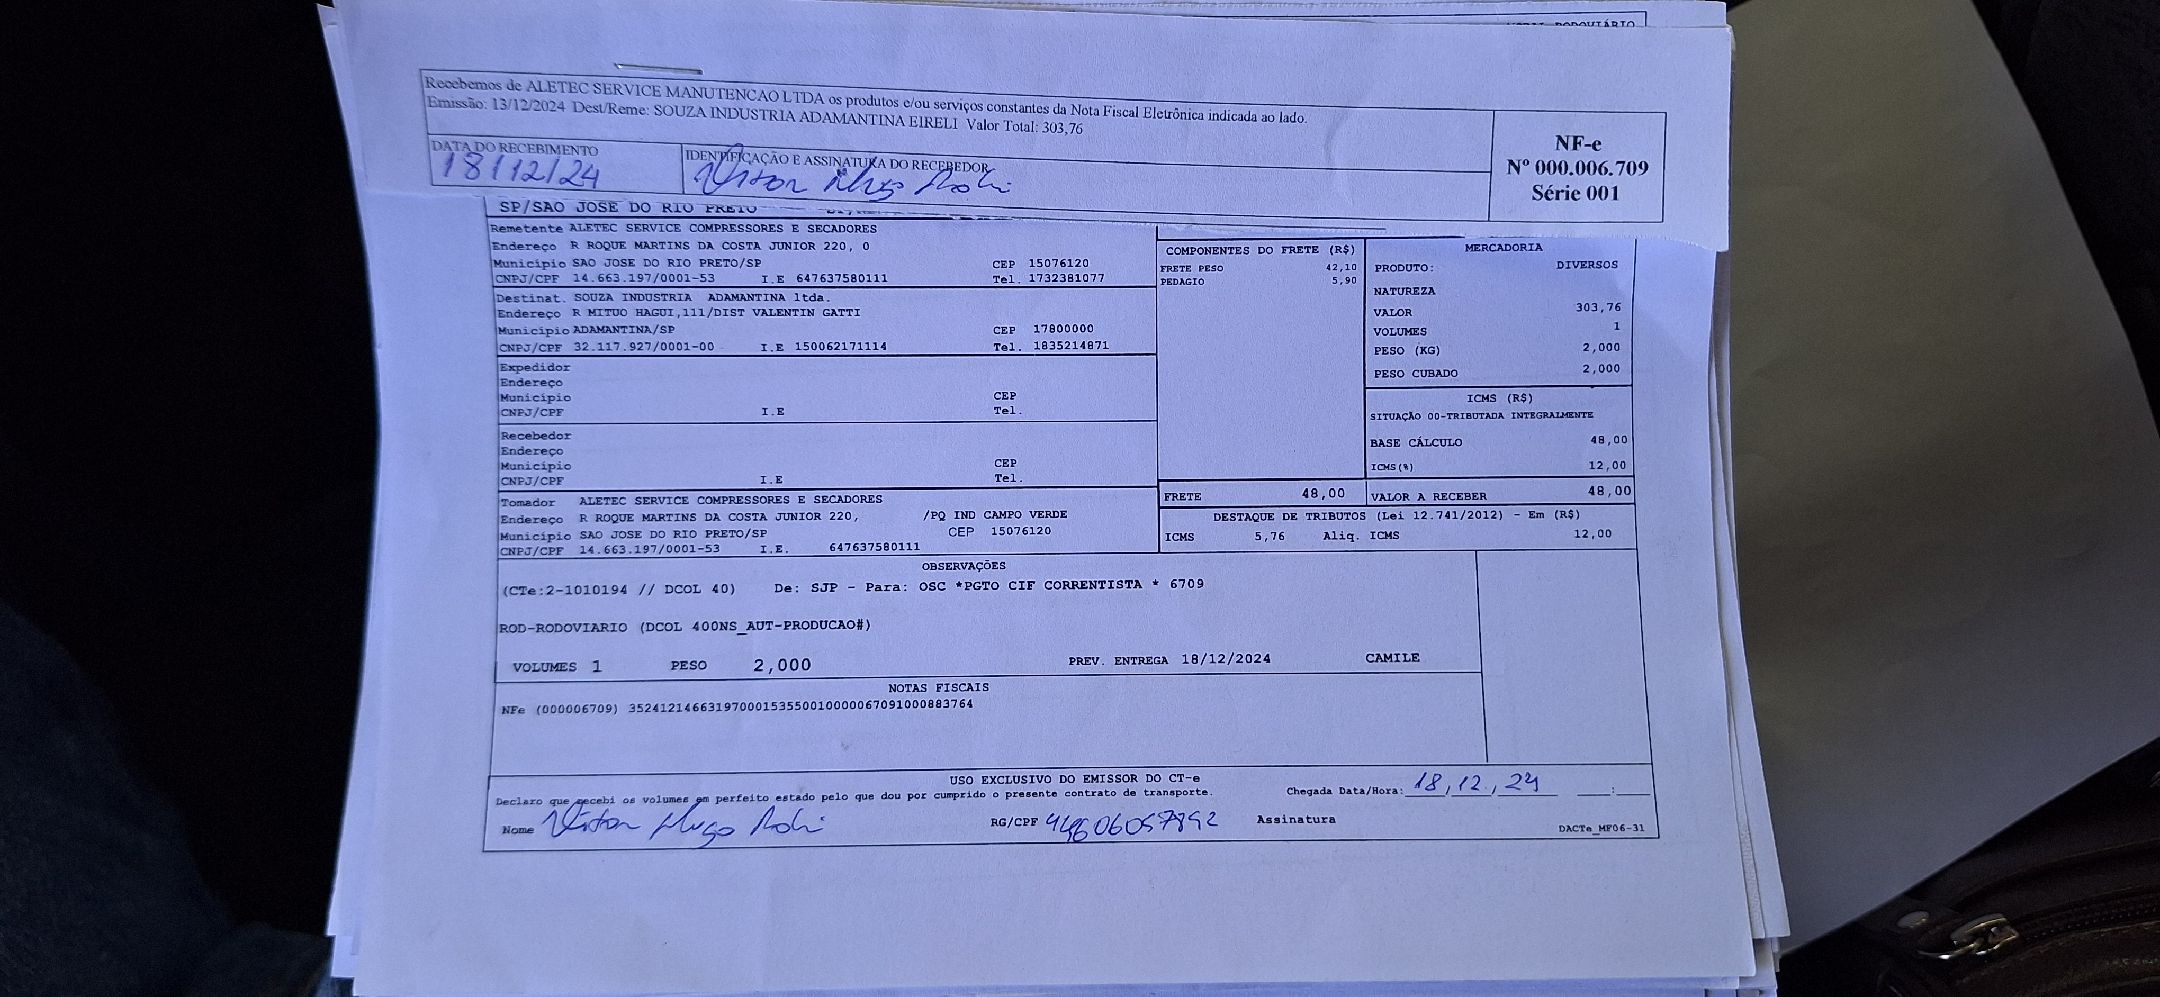 RODOVIÁRIO
Recebemos de ALETEC SERVICE MANUTENCAO LTDA os produtos e/ou serviços constantes da Nota Fiscal Eletrônica indicada ao lado.
Emissão: 13/12/2024 Dest/Reme: SOUZA INDUSTRIA ADAMANTINA EIRELI Valor Total: 303,76
DATA DO RECEBIMENTO
18/12/24
IDENTIFICAÇÃO E ASSINATURA DO RECEBEDOR
Vitor Hugo
NF-e
Nº 000.006.709
Série 001
SP/SAO JOSE DO RIO PRETO
Remetente ALETEC SERVICE COMPRESSORES E SECADORES
Endereço R ROQUE MARTINS DA COSTA JUNIOR 220, 0
Município SAO JOSE DO RIO PRETO/SP CEP 15076120
CNPJ/CPF 14.663.197/0001-53 I.E 647637580111 Tel. 1732381077
Destinat. SOUZA INDUSTRIA ADAMANTINA ltda.
Endereço R MITUO HAGUI,111/DIST VALENTIN GATTI
Município ADAMANTINA/SP CEP 17800000
CNPJ/CPF 32.117.927/0001-00 I.E 150062171114 Tel. 1835214871
Expedidor
Endereço
Município CEP
CNPJ/CPF I.E Tel.
Recebedor
Endereço
Município CEP
CNPJ/CPF I.E Tel.
Tomador ALETEC SERVICE COMPRESSORES E SECADORES
Endereço R ROQUE MARTINS DA COSTA JUNIOR 220, /PQ IND CAMPO VERDE
Município SAO JOSE DO RIO PRETO/SP CEP 15076120
CNPJ/CPF 14.663.197/0001-53 I.E. 647637580111
COMPONENTES DO FRETE (R$)
FRETE PESO 42,10
PEDAGIO 5,90
FRETE 48,00
MERCADORIA
PRODUTO: DIVERSOS
NATUREZA
VALOR 303,76
VOLUMES 1
PESO (KG) 2,000
PESO CUBADO 2,000
ICMS (R$)
SITUAÇÃO 00-TRIBUTADA INTEGRALMENTE
BASE CÁLCULO 48,00
ICMS(%) 12,00
VALOR A RECEBER 48,00
DESTAQUE DE TRIBUTOS (Lei 12.741/2012) - Em (R$)
ICMS 5,76 Aliq. ICMS 12,00
OBSERVAÇÕES
(CTe:2-1010194 // DCOL 40) De: SJP - Para: OSC *PGTO CIF CORRENTISTA * 6709
ROD-RODOVIARIO (DCOL 400NS_AUT-PRODUCAO#)
VOLUMES 1 PESO 2,000 PREV. ENTREGA 18/12/2024 CAMILE
NOTAS FISCAIS
NFe (000006709) 35241214663197000153550010000067091000883764
USO EXCLUSIVO DO EMISSOR DO CT-e
Declaro que recebi os volumes em perfeito estado pelo que dou por cumprido o presente contrato de transporte.
Chegada Data/Hora: 18,12,24 :
Nome Vitor Hugo
RG/CPF 44606057892 Assinatura
DACTe_MF06-31